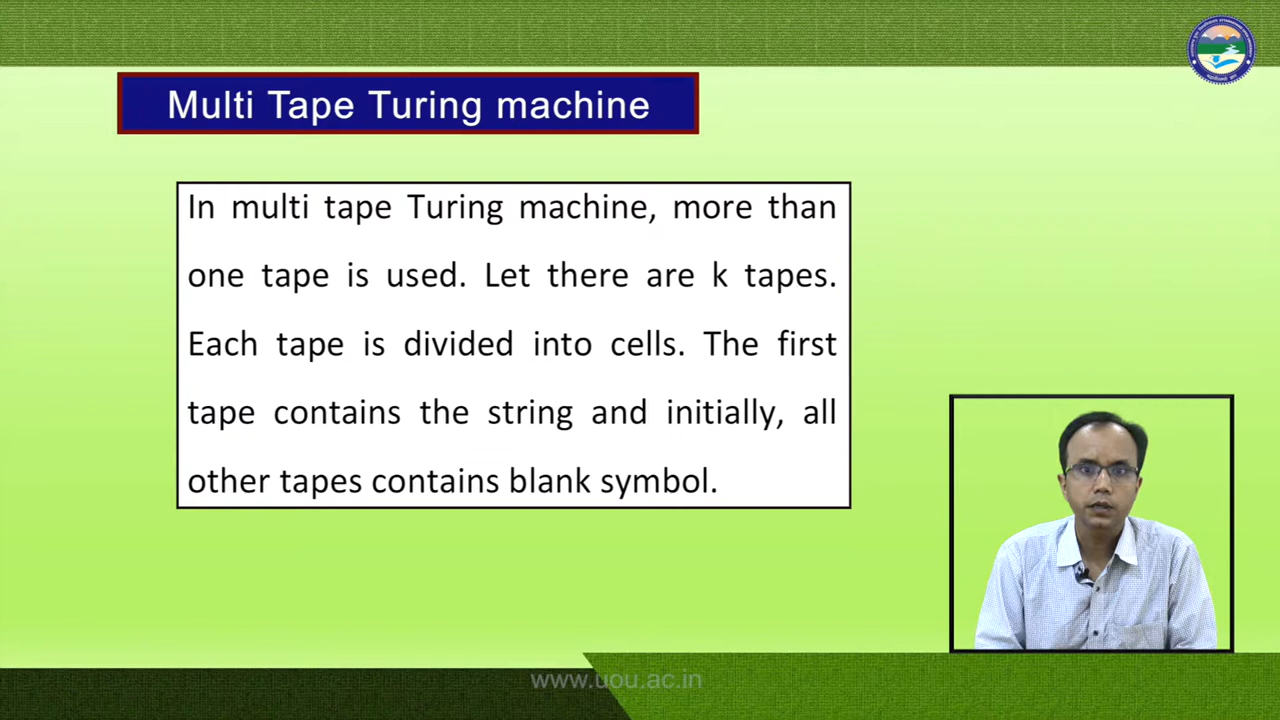 Multi Tape Turing machine
In multi tape Turing machine, more than
one tape is used. Let there are k tapes.
Each tape is divided into cells. The first
tape contains the string and initially, all
other tapes contains blank symbol.
www.uou.ac.in